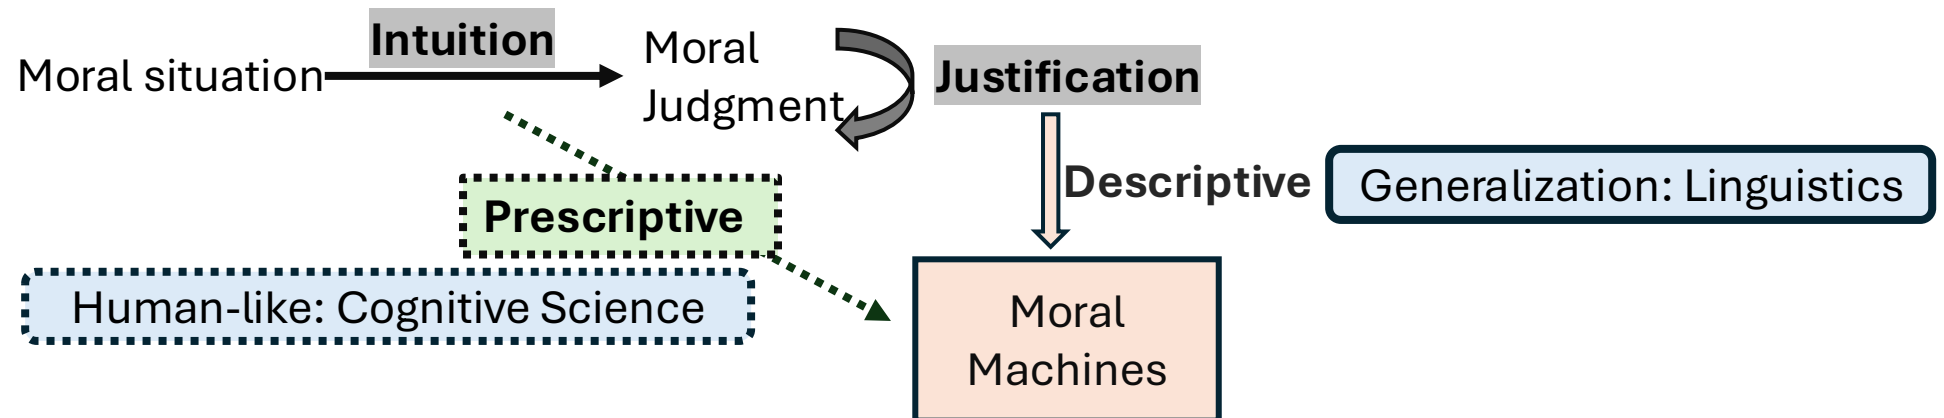 Intuition
Moral situation
Moral
Judgment
Justification
Descriptive
Generalization: Linguistics
Prescriptive
Human-like: Cognitive Science
Moral
Machines